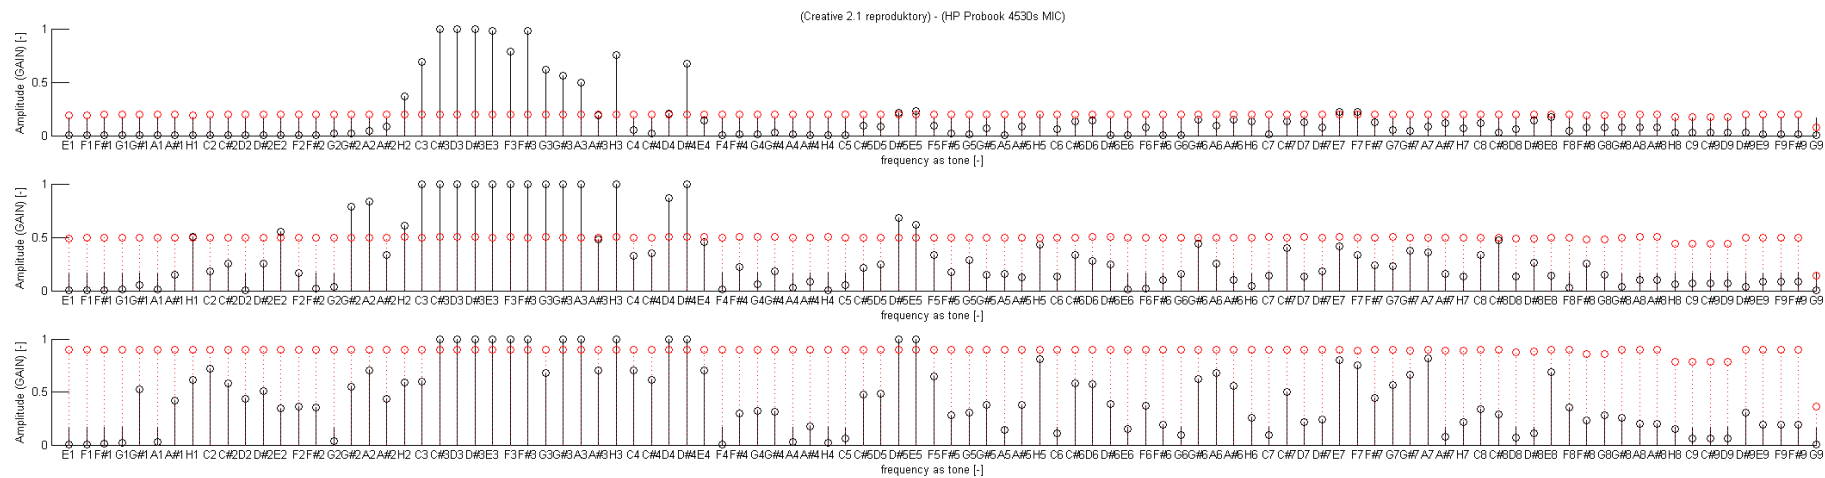 (Creative 2.1 reproduktory) - (HP Probook 4530s MIC)
1
0.5
0
Amplitude (GAIN) [-]
E1 F1 F#1 G1 G#1 A1 A#1 H1 C2 C#2 D2 D#2 E2 F2 F#2 G2 G#2 A2 A#2 H2 C3 C#3 D3 D#3 E3 F3 F#3 G3 G#3 A3 A#3 H3 C4 C#4 D4 D#4 E4 F4 F#4 G4 G#4 A4 A#4 H4 C5 C#5 D5 D#5 E5 F5 F#5 G5 G#5 A5 A#5 H5 C6 C#6 D6 D#6 E6 F6 F#6 G6 G#6 A6 A#6 H6 C7 C#7 D7 D#7 E7 F7 F#7 G7 G#7 A7 A#7 H7 C8 C#8 D8 D#8 E8 F8 F#8 G8 G#8 A8 A#8 H8 C9 C#9 D9 D#9 E9 F9 F#9 G9
frequency as tone [-]
1
0.5
0
Amplitude (GAIN) [-]
E1 F1 F#1 G1 G#1 A1 A#1 H1 C2 C#2 D2 D#2 E2 F2 F#2 G2 G#2 A2 A#2 H2 C3 C#3 D3 D#3 E3 F3 F#3 G3 G#3 A3 A#3 H3 C4 C#4 D4 D#4 E4 F4 F#4 G4 G#4 A4 A#4 H4 C5 C#5 D5 D#5 E5 F5 F#5 G5 G#5 A5 A#5 H5 C6 C#6 D6 D#6 E6 F6 F#6 G6 G#6 A6 A#6 H6 C7 C#7 D7 D#7 E7 F7 F#7 G7 G#7 A7 A#7 H7 C8 C#8 D8 D#8 E8 F8 F#8 G8 G#8 A8 A#8 H8 C9 C#9 D9 D#9 E9 F9 F#9 G9
frequency as tone [-]
1
0.5
0
Amplitude (GAIN) [-]
E1 F1 F#1 G1 G#1 A1 A#1 H1 C2 C#2 D2 D#2 E2 F2 F#2 G2 G#2 A2 A#2 H2 C3 C#3 D3 D#3 E3 F3 F#3 G3 G#3 A3 A#3 H3 C4 C#4 D4 D#4 E4 F4 F#4 G4 G#4 A4 A#4 H4 C5 C#5 D5 D#5 E5 F5 F#5 G5 G#5 A5 A#5 H5 C6 C#6 D6 D#6 E6 F6 F#6 G6 G#6 A6 A#6 H6 C7 C#7 D7 D#7 E7 F7 F#7 G7 G#7 A7 A#7 H7 C8 C#8 D8 D#8 E8 F8 F#8 G8 G#8 A8 A#8 H8 C9 C#9 D9 D#9 E9 F9 F#9 G9
frequency as tone [-]